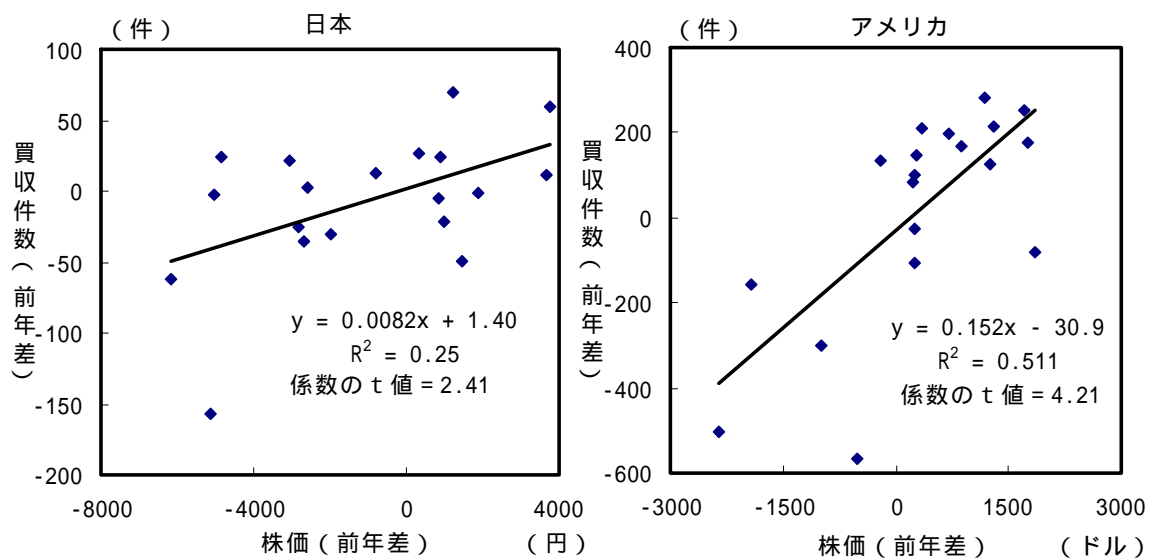 (件) 日本
100
50
0
-50
-100
-150
-200
-8000 -4000 0 4000
買収件数(前年差)
y = 0.0082x + 1.40
R² = 0.25
係数のt値=2.41
株価(前年差) (円)
(件) アメリカ
400
200
0
-200
-400
-600
-3000 -1500 0 1500 3000
買収件数(前年差)
y = 0.152x - 30.9
R² = 0.511
係数のt値=4.21
株価(前年差) (ドル)